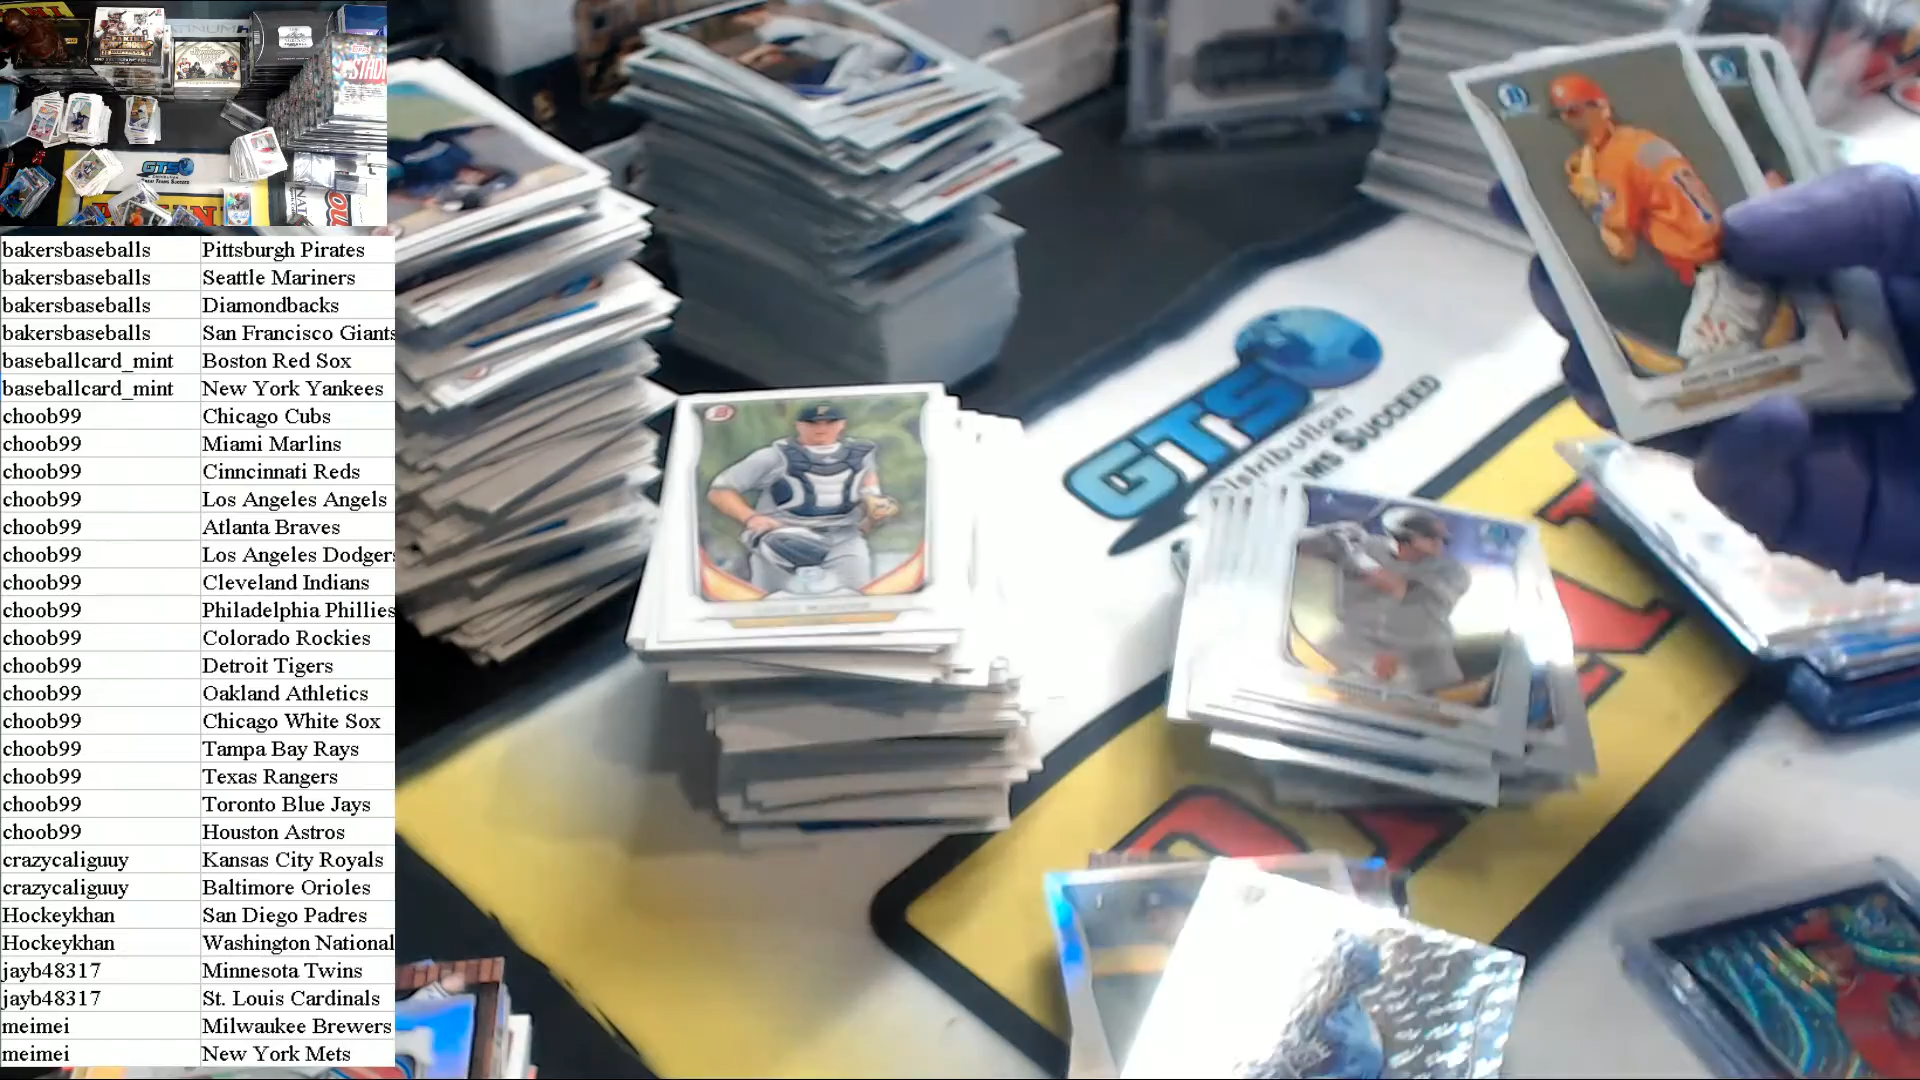 bakersbaseballs Pittsburgh Pirates
bakersbaseballs Seattle Mariners
bakersbaseballs Diamondbacks
bakersbaseballs San Francisco Giants
baseballcard_mint Boston Red Sox
baseballcard_mint New York Yankees
choob99 Chicago Cubs
choob99 Miami Marlins
choob99 Cinncinnati Reds
choob99 Los Angeles Angels
choob99 Atlanta Braves
choob99 Los Angeles Dodgers
choob99 Cleveland Indians
choob99 Philadelphia Phillies
choob99 Colorado Rockies
choob99 Detroit Tigers
choob99 Oakland Athletics
choob99 Chicago White Sox
choob99 Tampa Bay Rays
choob99 Texas Rangers
choob99 Toronto Blue Jays
choob99 Houston Astros
crazycaliguuy Kansas City Royals
crazycaliguuy Baltimore Orioles
Hockeykhan San Diego Padres
Hockeykhan Washington National
jayb48317 Minnesota Twins
jayb48317 St. Louis Cardinals
meimei Milwaukee Brewers
meimei New York Mets
GTS
Distribution
SUCCEED